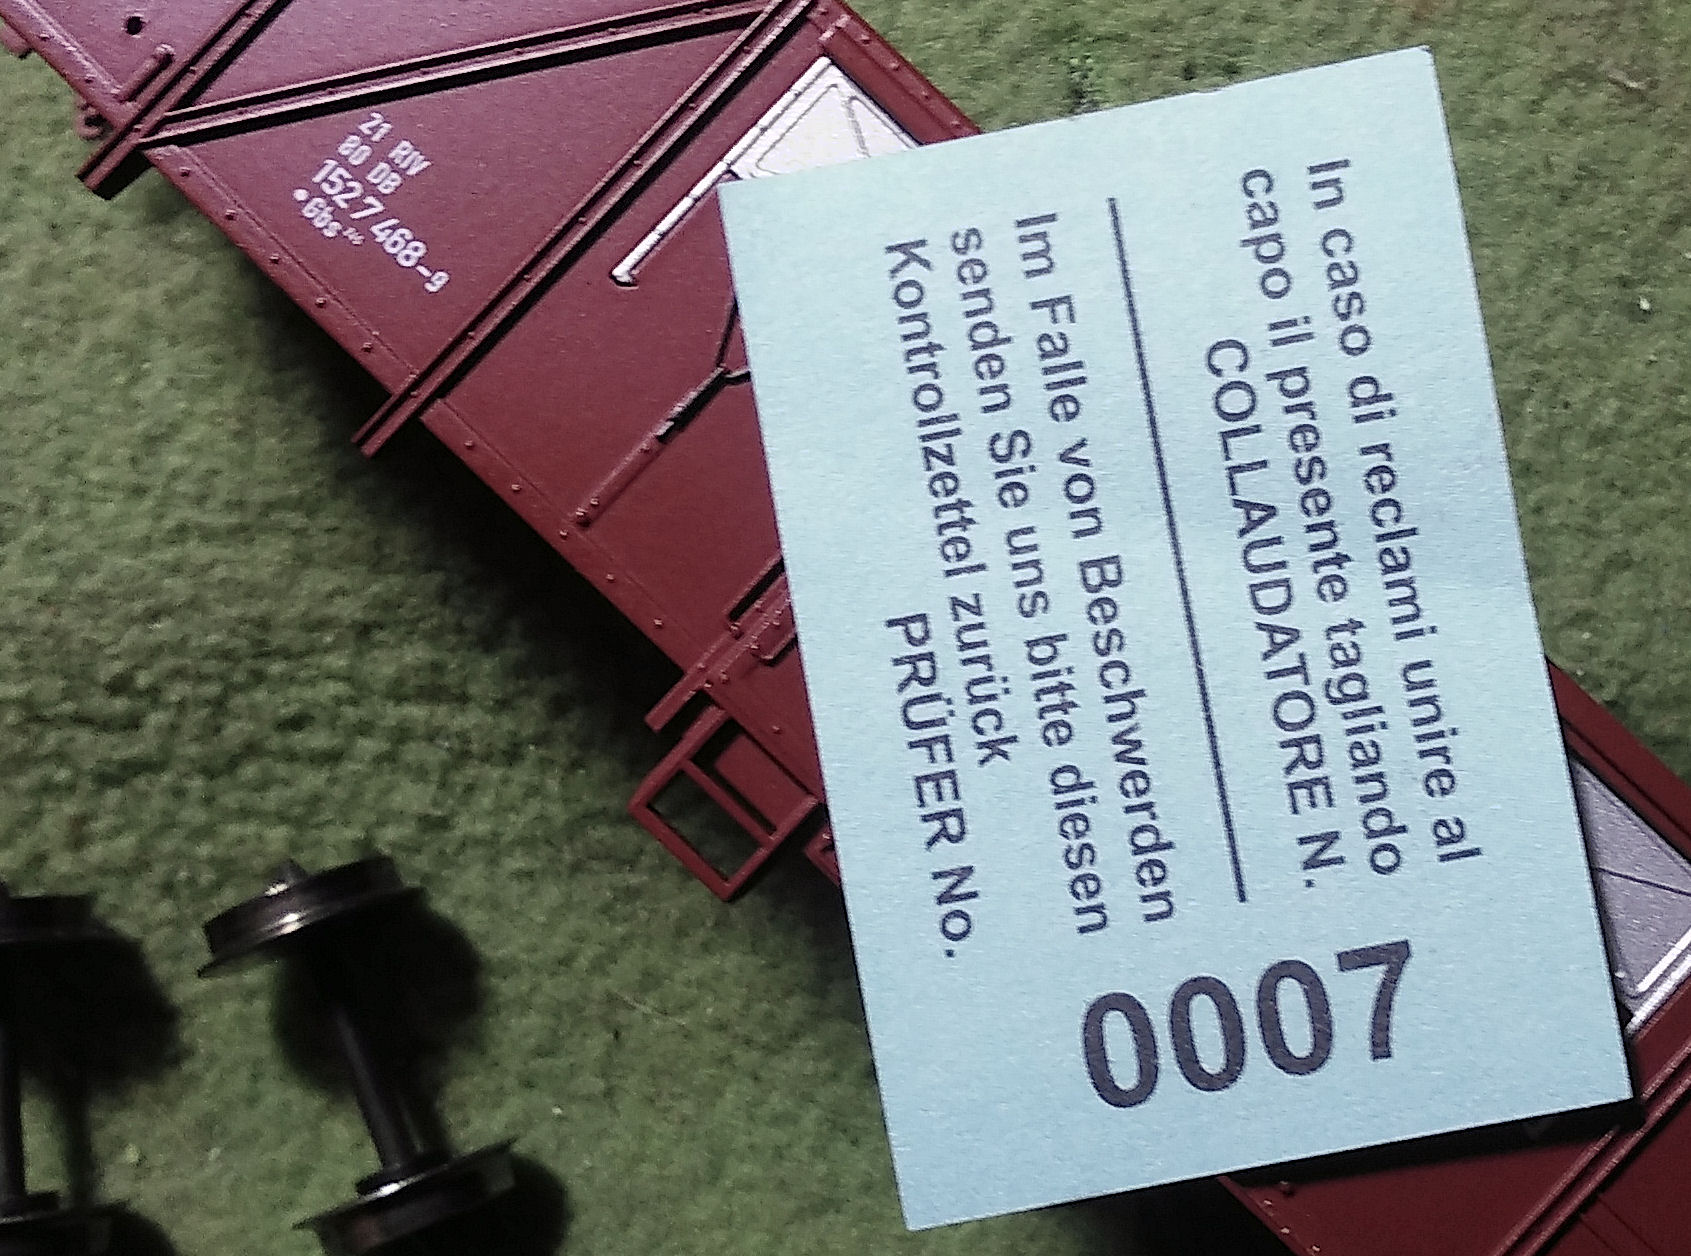 21 RIV
80 DB
152 7 468-9
Gbs
In caso di reclami unire al
capo il presente tagliando
COLLAUDATORE N.
Im Falle von Beschwerden
senden Sie uns bitte diesen
Kontrollzettel zurück
PRÜFER No.
0007